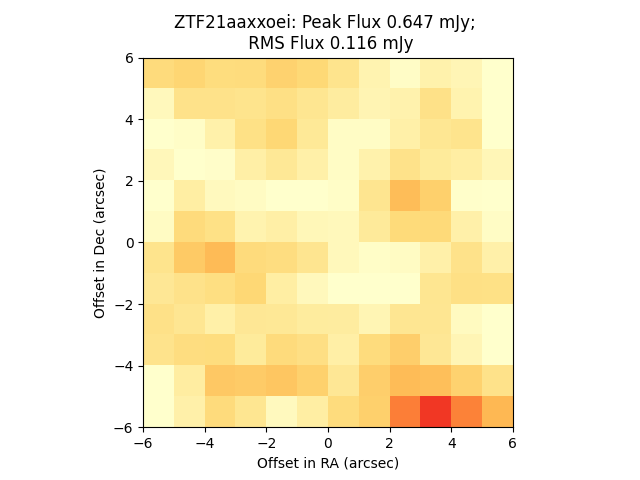 ZTF21aaxxoei: Peak Flux 0.647 mJy;
RMS Flux 0.116 mJy
6
4
2
0
−2
−4
−6
Offset in Dec (arcsec)
−6 −4 −2 0 2 4 6
Offset in RA (arcsec)